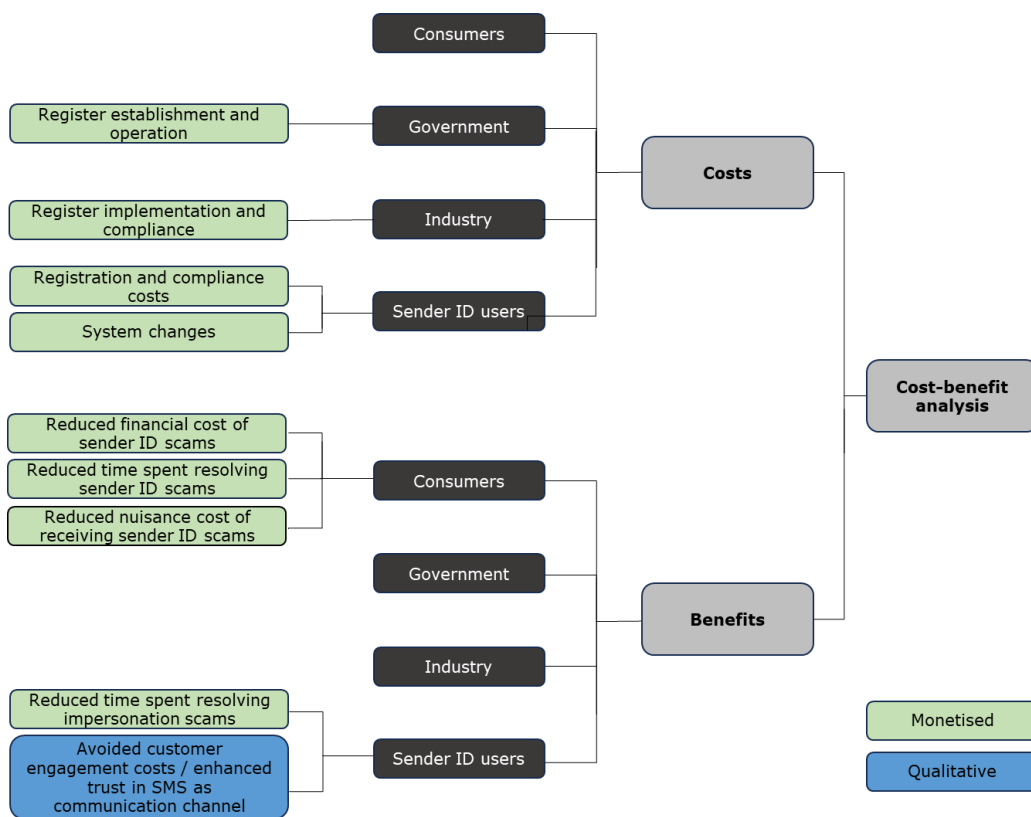 Consumers
Register establishment and
operation
Government
Costs
Register implementation and
compliance
Industry
Registration and compliance
costs
Sender ID users
System changes
Cost-benefit
analysis
Reduced financial cost of
sender ID scams
Reduced time spent resolving
sender ID scams
Consumers
Reduced nuisance cost of
receiving sender ID scams
Government
Benefits
Industry
Reduced time spent resolving
impersonation scams
Sender ID users
Avoided customer
engagement costs / enhanced
trust in SMS as
communication channel
Monetised
Qualitative